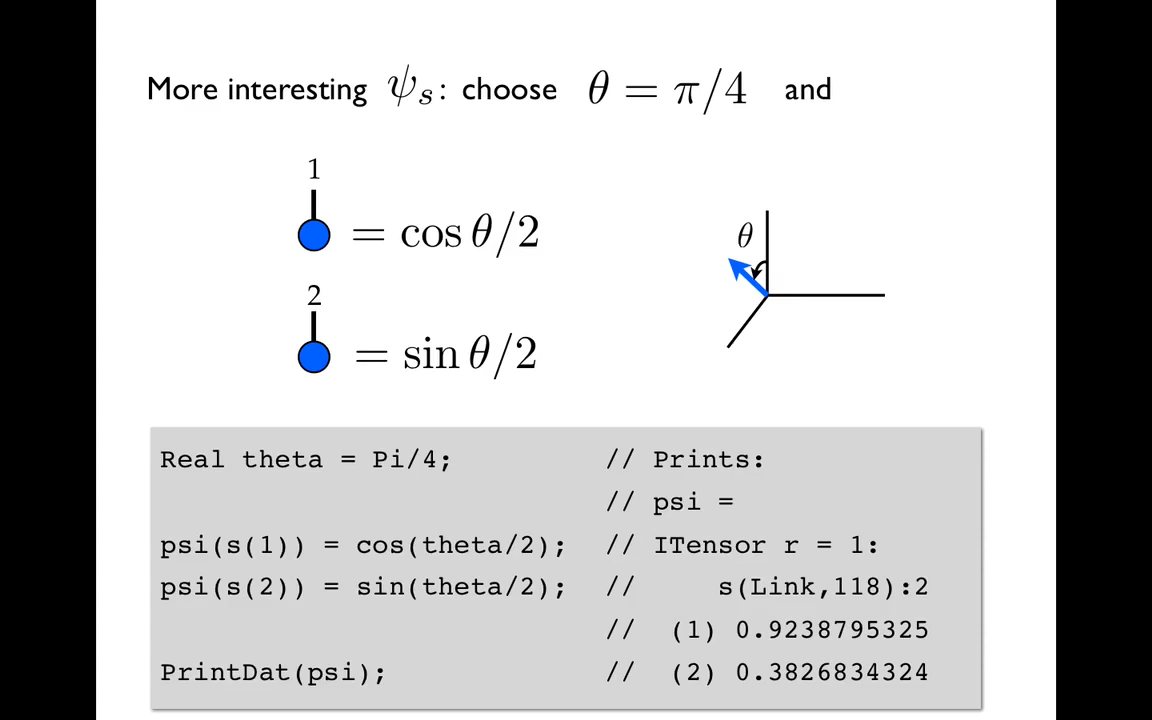 More interesting ψs: choose θ = π/4 and
1
= cos θ/2
θ
2
= sin θ/2
Real theta = Pi/4; // Prints:
// psi =
psi(s(1)) = cos(theta/2); // ITensor r = 1:
psi(s(2)) = sin(theta/2); // s(Link,118):2
// (1) 0.9238795325
PrintDat(psi); // (2) 0.3826834324